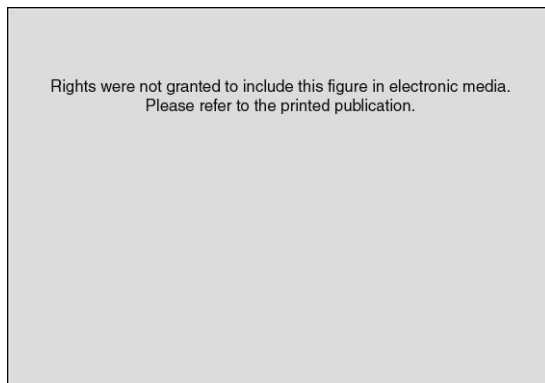 Rights were not granted to include this figure in electronic media.
Please refer to the printed publication.